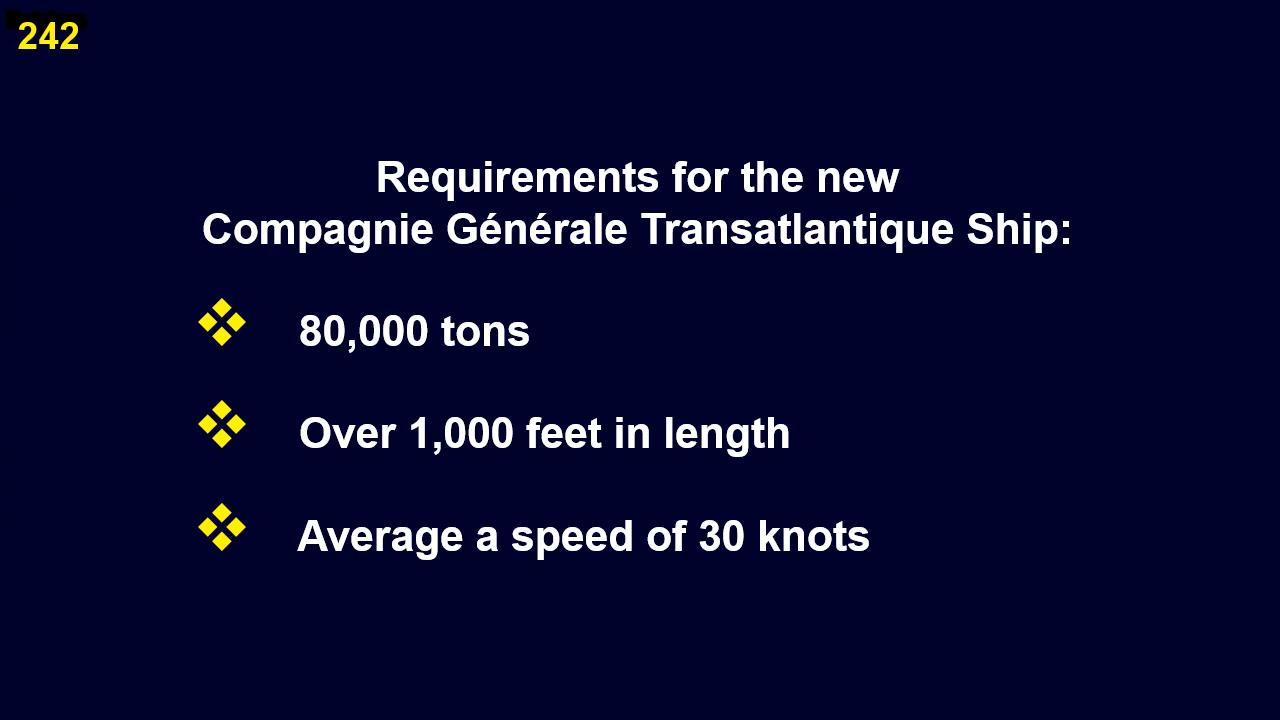 242
Requirements for the new
Compagnie Générale Transatlantique Ship:
❖ 80,000 tons
❖ Over 1,000 feet in length
❖ Average a speed of 30 knots